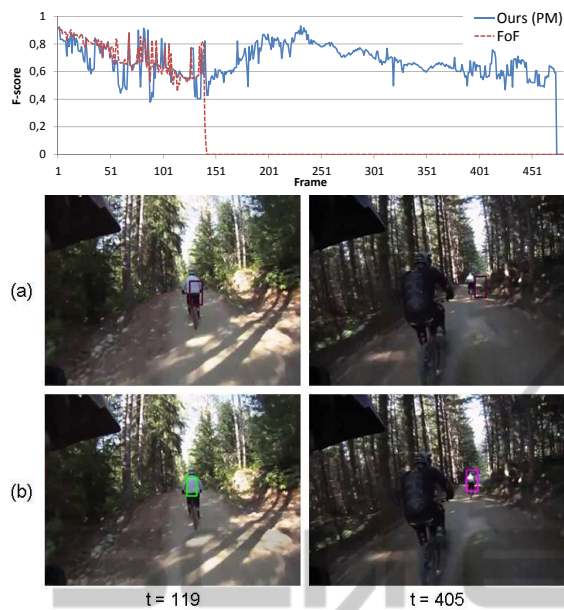 Ours (PM)
FoF
1
0,8
0,6
0,4
0,2
0
F-score
1 51 101 151 201 251 301 351 401 451
Frame
(a)
(b)
t = 119 t = 405